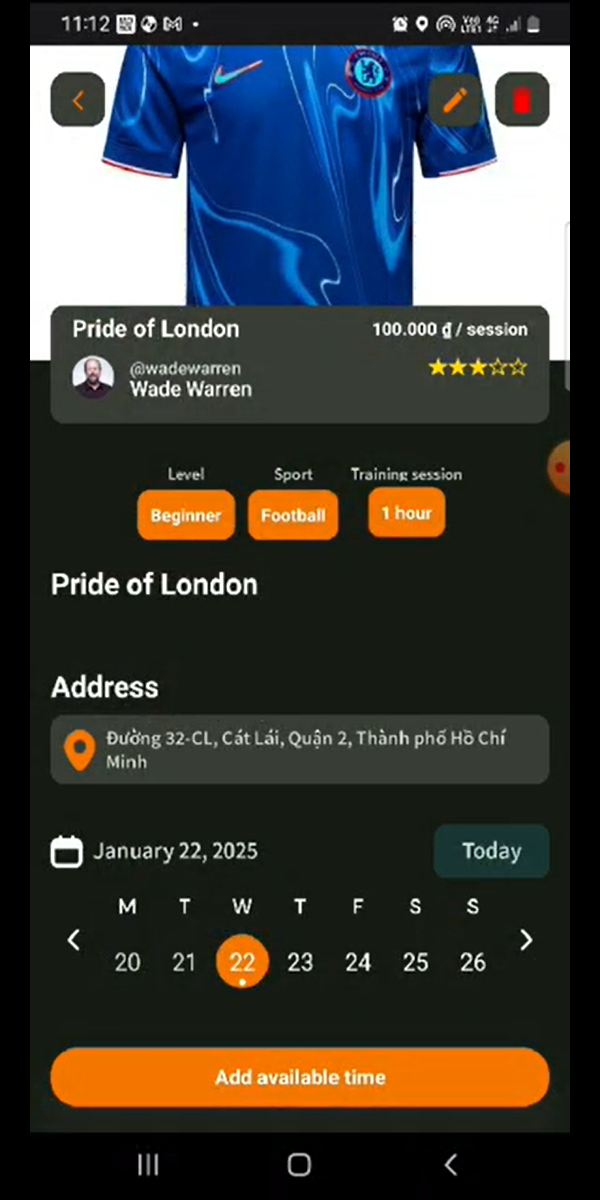 11:12
Pride of London
100.000 ₫ / session
@wadewarren
Wade Warren
Level
Sport
Training session
Beginner
Football
1 hour
Pride of London
Address
Đường 32-CL, Cát Lái, Quận 2, Thành phố Hồ Chí
Minh
January 22, 2025
Today
M T W T F S S
20 21 22 23 24 25 26
Add available time